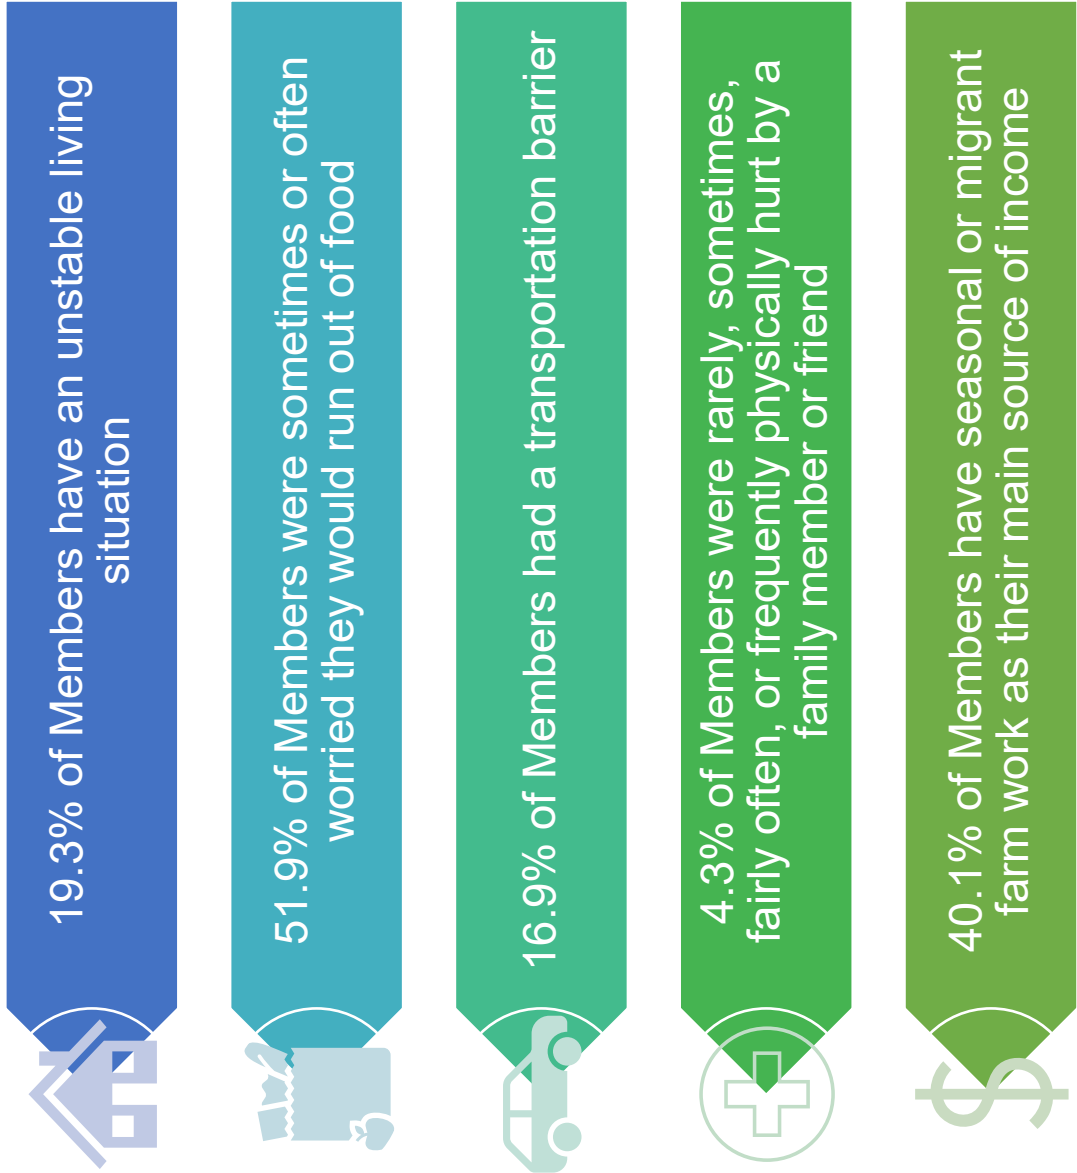 19.3% of Members have an unstable living
situation
51.9% of Members were sometimes or often
worried they would run out of food
16.9% of Members had a transportation barrier
4.3% of Members were rarely, sometimes,
fairly often, or frequently physically hurt by a
family member or friend
40.1% of Members have seasonal or migrant
farm work as their main source of income